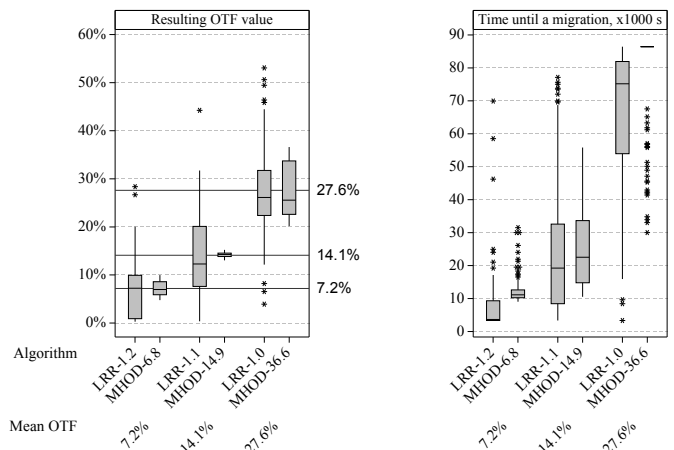 Resulting OTF value
60%
50%
40%
30%
20%
10%
0%
27.6%
14.1%
7.2%
Algorithm
LRR-1.2
MHOD-6.8
LRR-1.1
MHOD-14.9
LRR-1.0
MHOD-36.6
Mean OTF
7.2%
14.1%
27.6%
Time until a migration, x1000 s
90
80
70
60
50
40
30
20
10
0
LRR-1.2
MHOD-6.8
LRR-1.1
MHOD-14.9
LRR-1.0
MHOD-36.6
7.2%
14.1%
27.6%